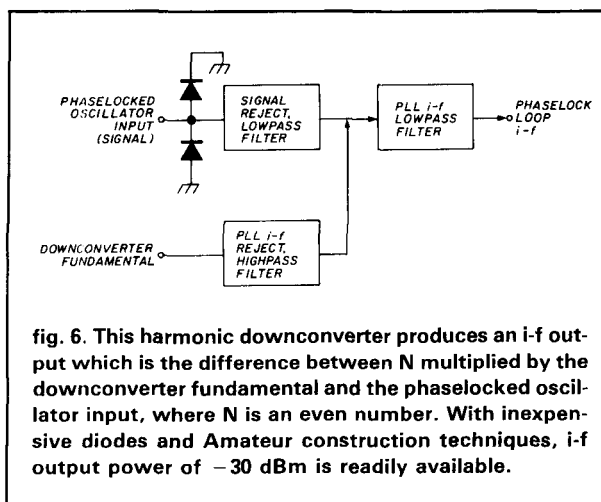 PHASELOCKED
OSCILLATOR
INPUT
(SIGNAL)
SIGNAL
REJECT,
LOWPASS
FILTER
PLL i-f
LOWPASS
FILTER
PHASELOCK
LOOP
i-f
DOWNCONVERTER
FUNDAMENTAL
PLL i-f
REJECT,
HIGHPASS
FILTER
fig. 6. This harmonic downconverter produces an i-f out-
put which is the difference between N multiplied by the
downconverter fundamental and the phaselocked oscil-
lator input, where N is an even number. With inexpen-
sive diodes and Amateur construction techniques, i-f
output power of −30 dBm is readily available.